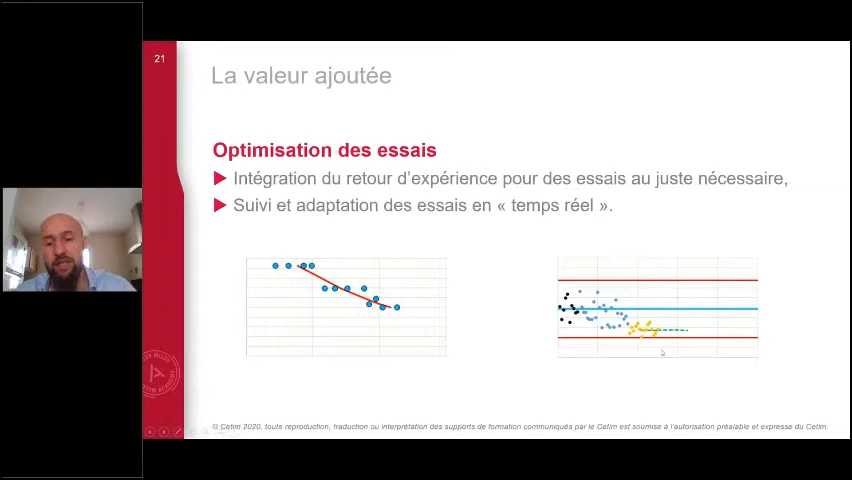 21
La valeur ajoutée
Optimisation des essais
Intégration du retour d'expérience pour des essais au juste nécessaire,
Suivi et adaptation des essais en « temps réel ».
© Cetim 2020, toute reproduction, traduction ou interprétation des supports de formation communiqués par le Cetim est soumise à l'autorisation préalable et expresse du Cetim.